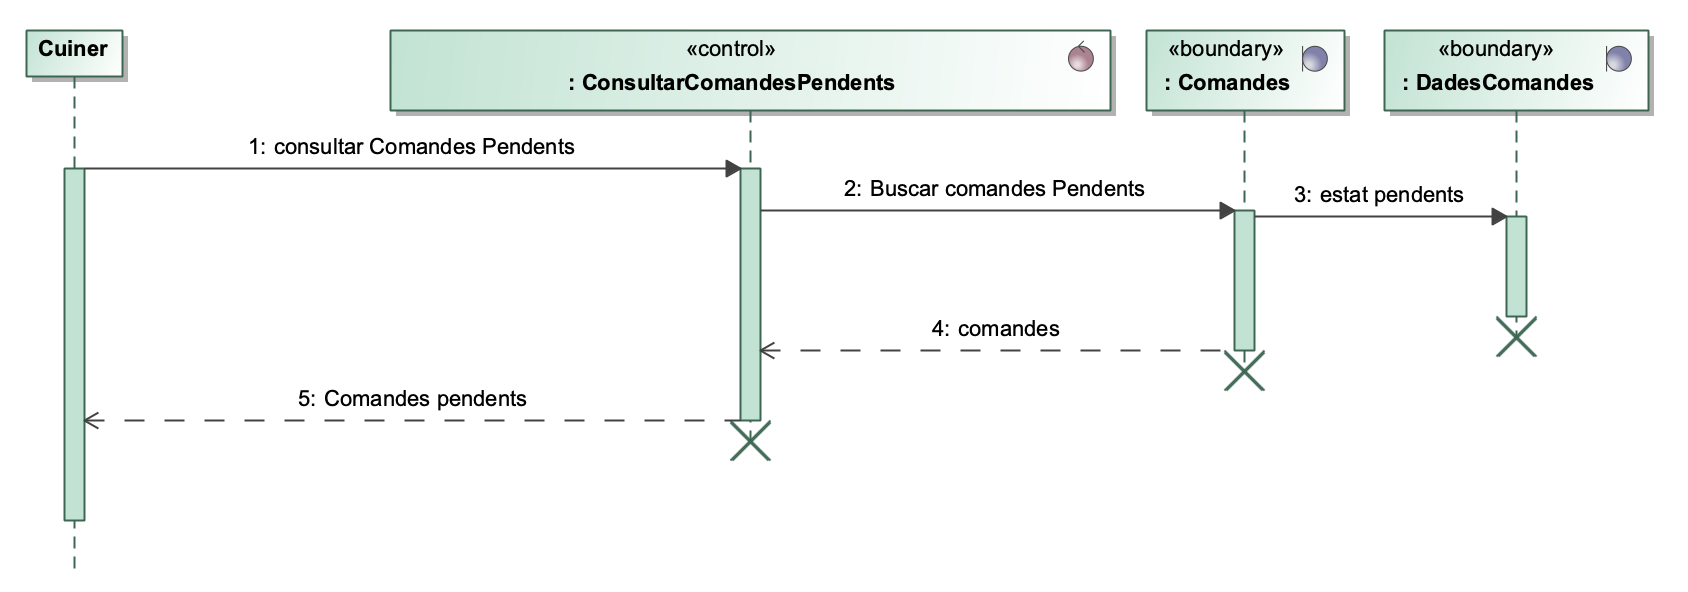 Cuiner
«control»
: ConsultarComandesPendents
«boundary»
: Comandes
«boundary»
: DadesComandes
1: consultar Comandes Pendents
2: Buscar comandes Pendents
3: estat pendents
4: comandes
5: Comandes pendents